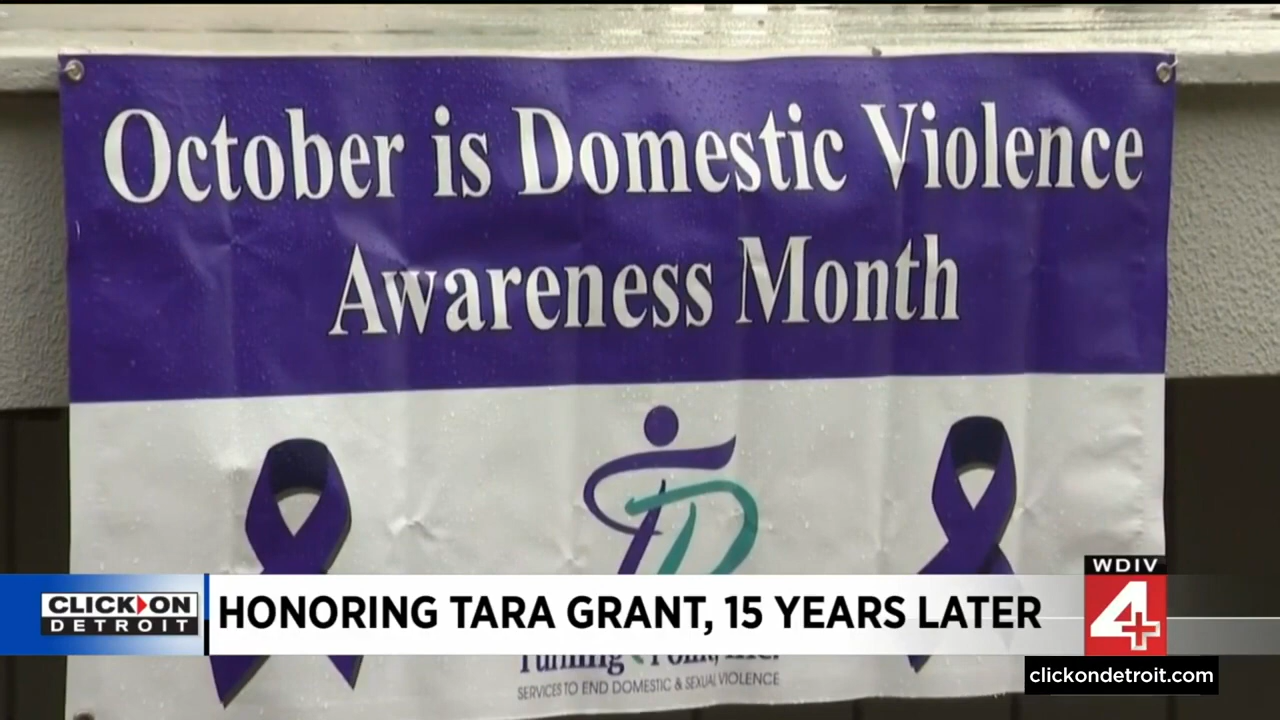 October is Domestic Violence
Awareness Month
WDIV
4
CLICK ON
DETROIT
HONORING TARA GRANT, 15 YEARS LATER
SERVICES TO END DOMESTIC & SEXUAL VIOLENCE
clickondetroit.com